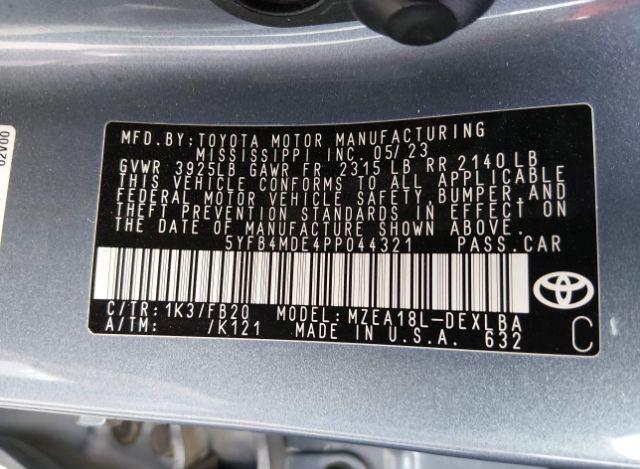 MFD.BY:TOYOTA MOTOR MANUFACTURING
MISSISSIPPI INC. 05/23
GVWR 3925LB GAWR FR 2315 LB RR 2140LB
THIS VEHICLE CONFORMS TO ALL APPLICABLE
FEDERAL MOTOR VEHICLE SAFETY,BUMPER,AND
THEFT PREVENTION STANDARDS IN EFFECT ON
THE DATE OF MANUFACTURE SHOWN ABOVE.
5YFB4MDE4PP044321 PASS.CAR
C/TR: 1K3/FB20 MODEL: MZEA18L-DEXLBA
A/TM: /K121 MADE IN U.S.A. 632
C
02V00